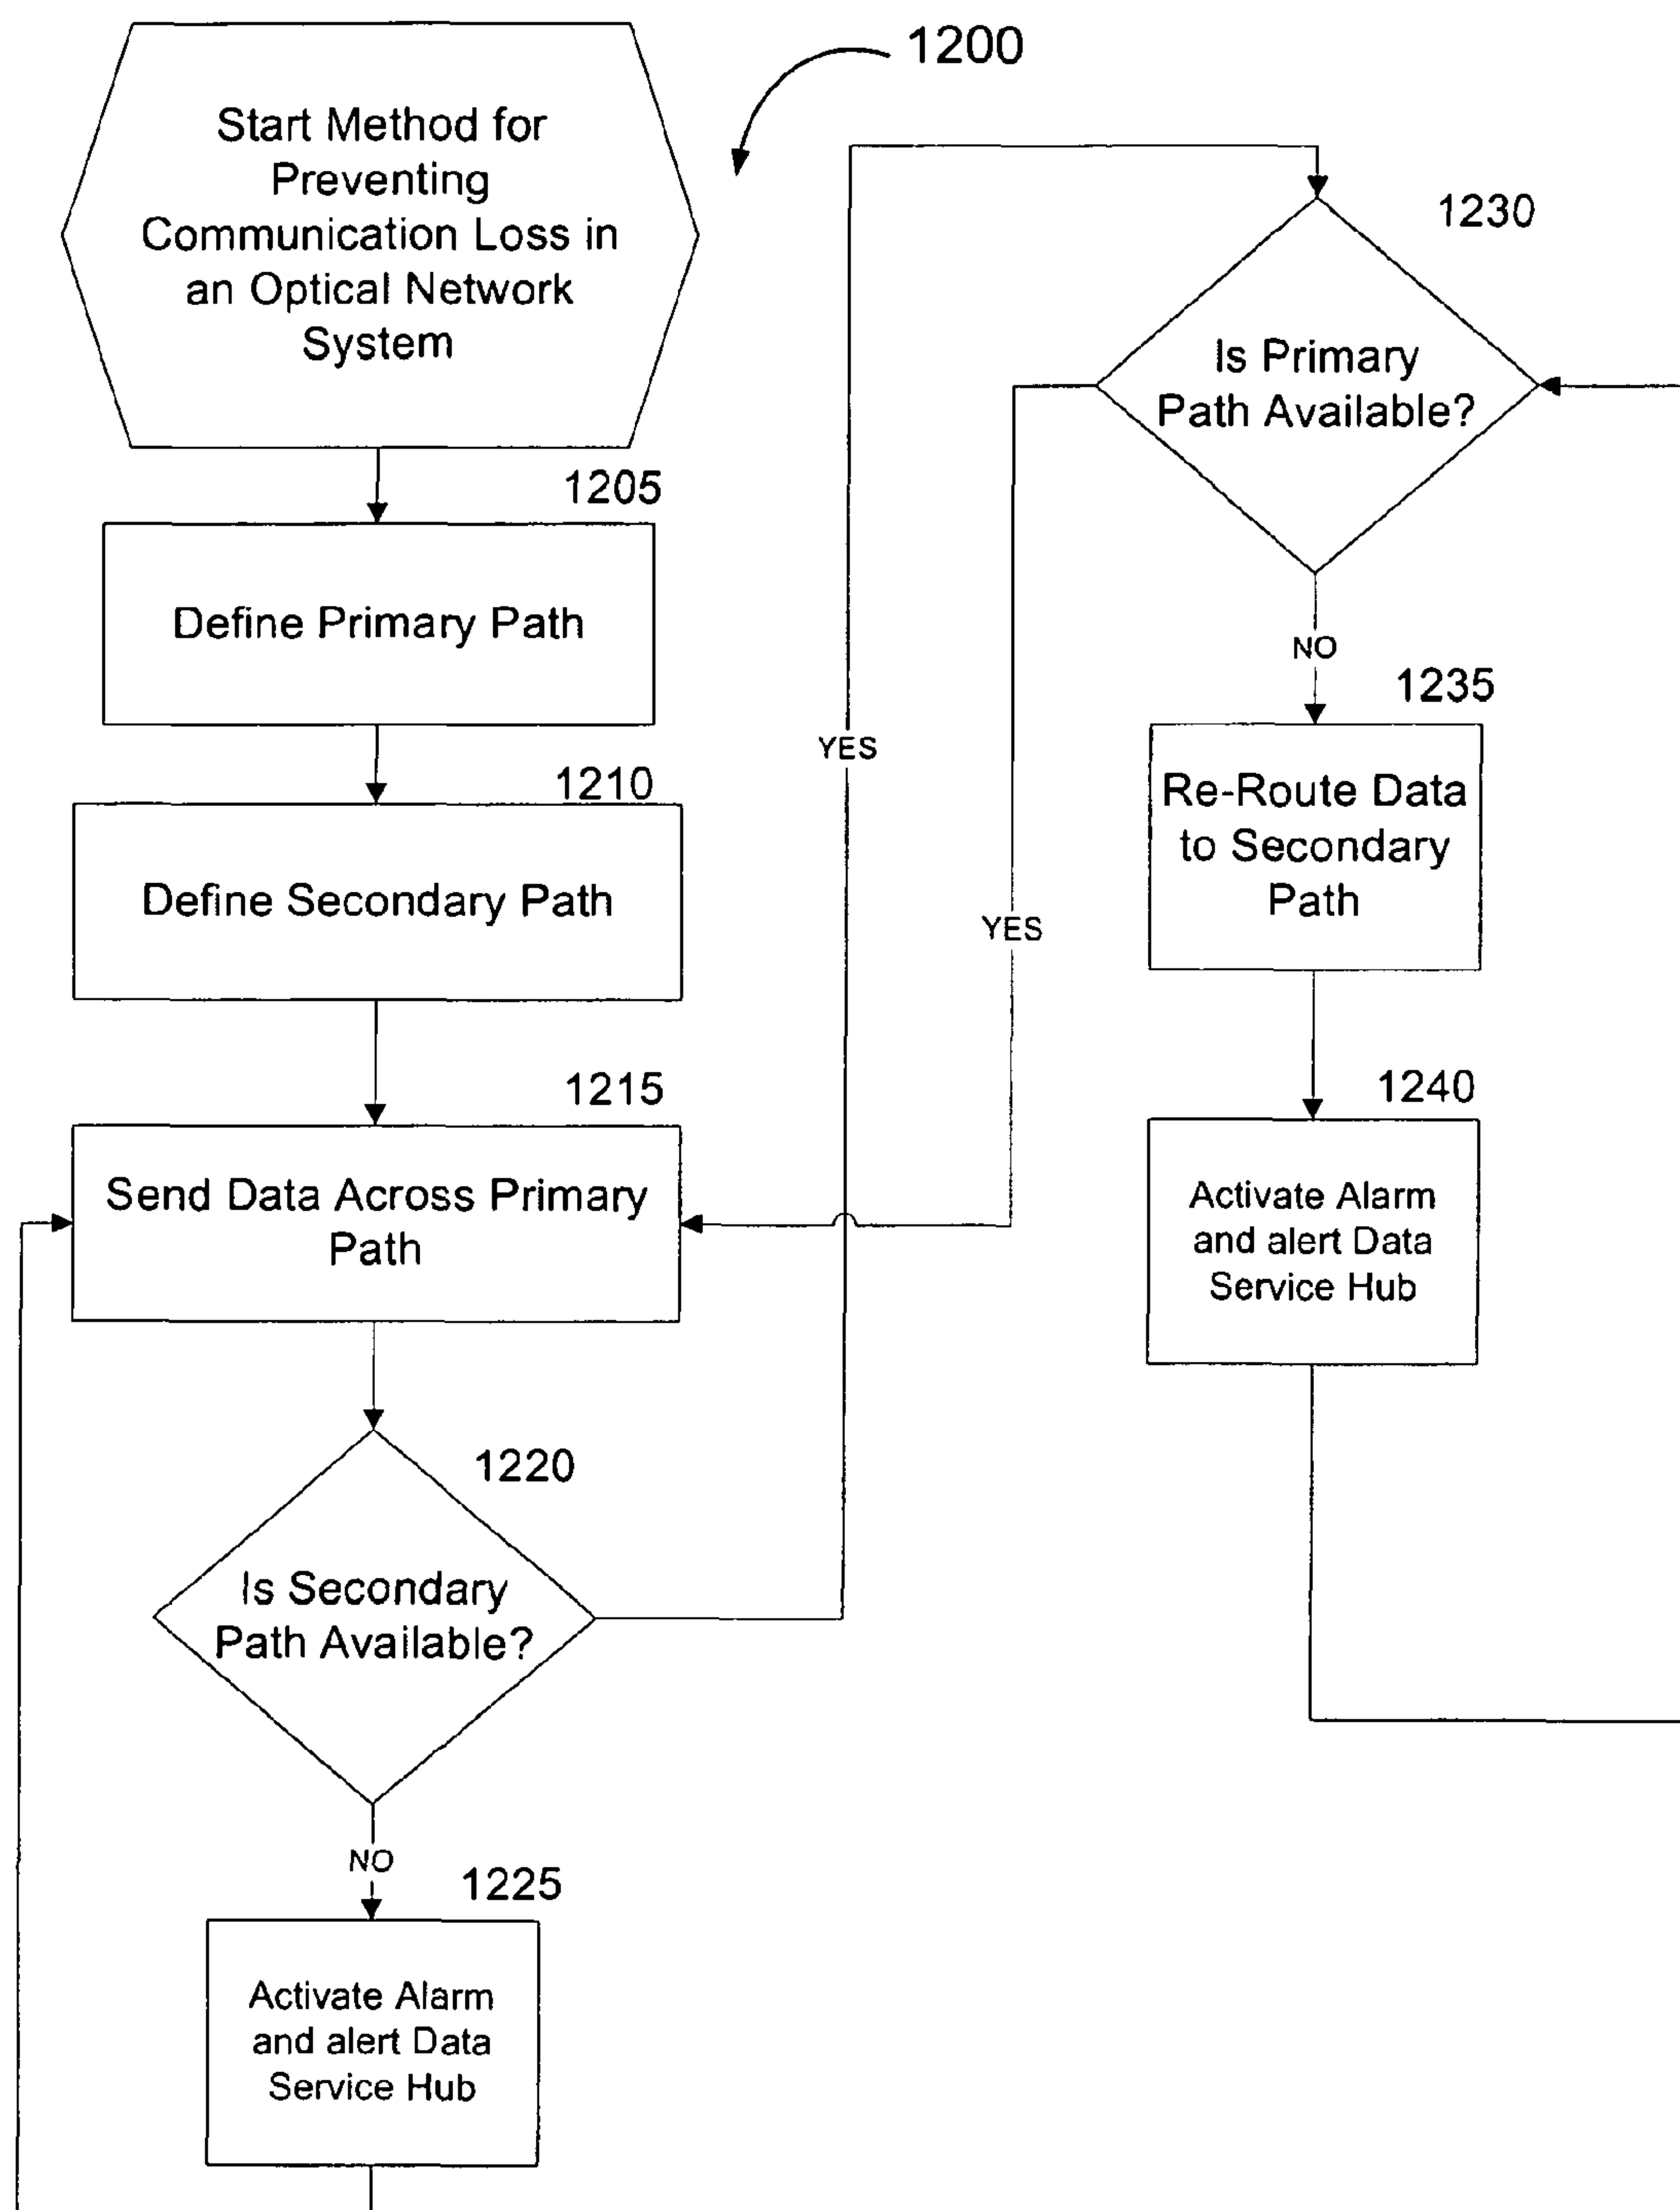 1200
Start Method for
Preventing
Communication Loss in
an Optical Network
System
1205
Define Primary Path
1210
Define Secondary Path
1215
Send Data Across Primary
Path
1220
Is Secondary
Path Available?
YES
NO
1225
Activate Alarm
and alert Data
Service Hub
1230
Is Primary
Path Available?
YES
NO
1235
Re-Route Data
to Secondary
Path
1240
Activate Alarm
and alert Data
Service Hub